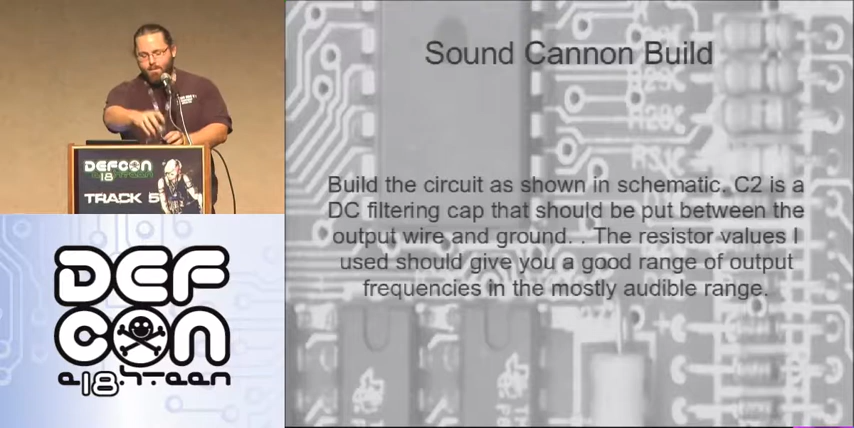 Sound Cannon Build
Build the circuit as shown in schematic. C2 is a
DC filtering cap that should be put between the
output wire and ground. . The resistor values I
used should give you a good range of output
frequencies in the mostly audible range.
DEFCON
18
TRACK 5
DEF
CON
e18hteen